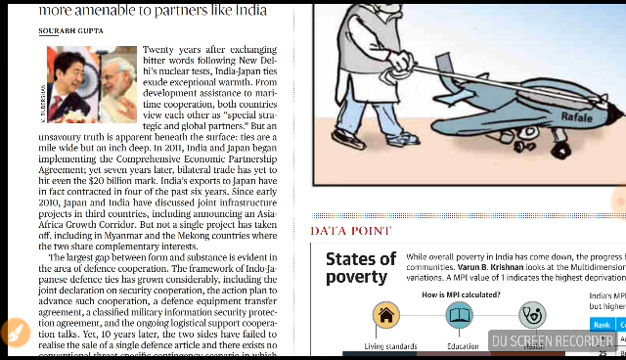 more amenable to partners like India
SOURABH GUPTA
Twenty years after exchanging
bitter words following New Del-
hi's nuclear tests, India-Japan ties
exude exceptional warmth. From
development assistance to mari-
time cooperation, both countries
view each other as "special stra-
tegic and global partners." But an
unsavoury truth is apparent beneath the surface: ties are a
mile wide but an inch deep. In 2011, India and Japan began
implementing the Comprehensive Economic Partnership
Agreement; yet seven years later, bilateral trade has yet to
hit even the $20 billion mark. India's exports to Japan have
in fact contracted in four of the past six years. Since early
2010, Japan and India have discussed joint infrastructure
projects in third countries, including announcing an Asia-
Africa Growth Corridor. But not a single project has taken
off, including in Myanmar and the Mekong countries where
the two share complementary interests.
The largest gap between form and substance is evident in
the area of defence cooperation. The framework of Indo-Ja-
panese defence ties has grown considerably, including the
joint declaration on security cooperation, the action plan to
advance such cooperation, a defence equipment transfer
agreement, a classified military information security protec-
tion agreement, and the ongoing logistical support coopera-
tion talks. Yet, 10 years later, the two sides have failed to
realise the sale of a single defence article and there exists no
conventional threat-specific contingency scenario in which
Rafale
DATA POINT
States of
poverty
While overall poverty in India has come down, the progress
communities. Varun B. Krishnan looks at the Multidimension
variations. A MPI value of 1 indicates the highest deprivation
How is MPI calculated?
Living standards
Education
Health
India's MP
but higher
Rank
Co
25
DU SCREEN RECORDER